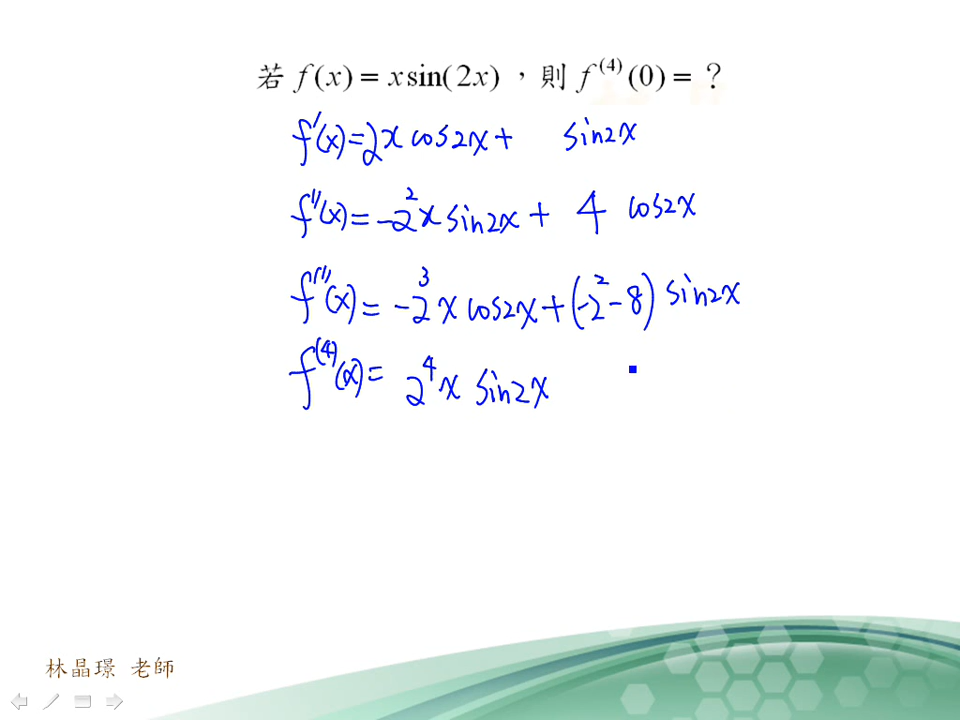 若 f(x) = x sin(2x)，則 f⁽⁴⁾(0) = ？
f'(x) = 2x cos2x + sin2x
f''(x) = -2²x sin2x + 4 cos2x
f'''(x) = -2³x cos2x + (-2²-8) sin2x
f⁽⁴⁾(x) = 2⁴x sin2x
林晶璟 老師